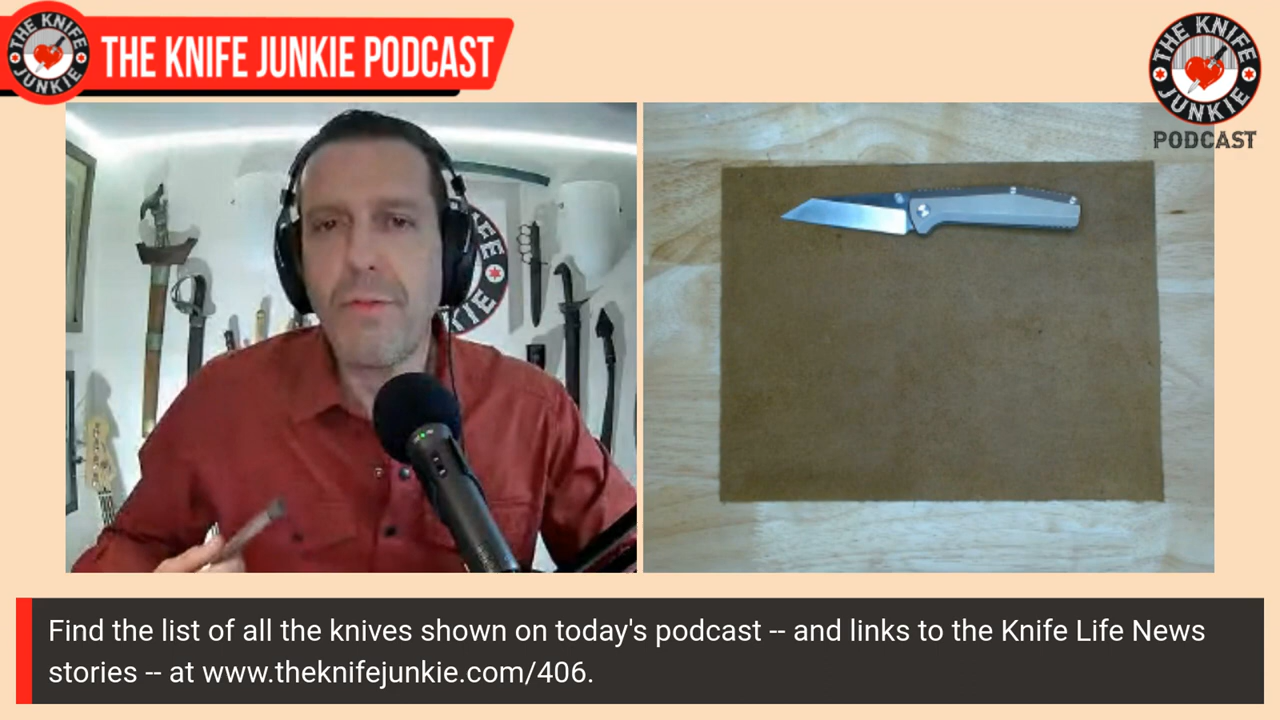 THE KNIFE
JUNKIE
THE KNIFE JUNKIE PODCAST
THE KNIFE
JUNKIE
PODCAST
Find the list of all the knives shown on today's podcast -- and links to the Knife Life News
stories -- at www.theknifejunkie.com/406.